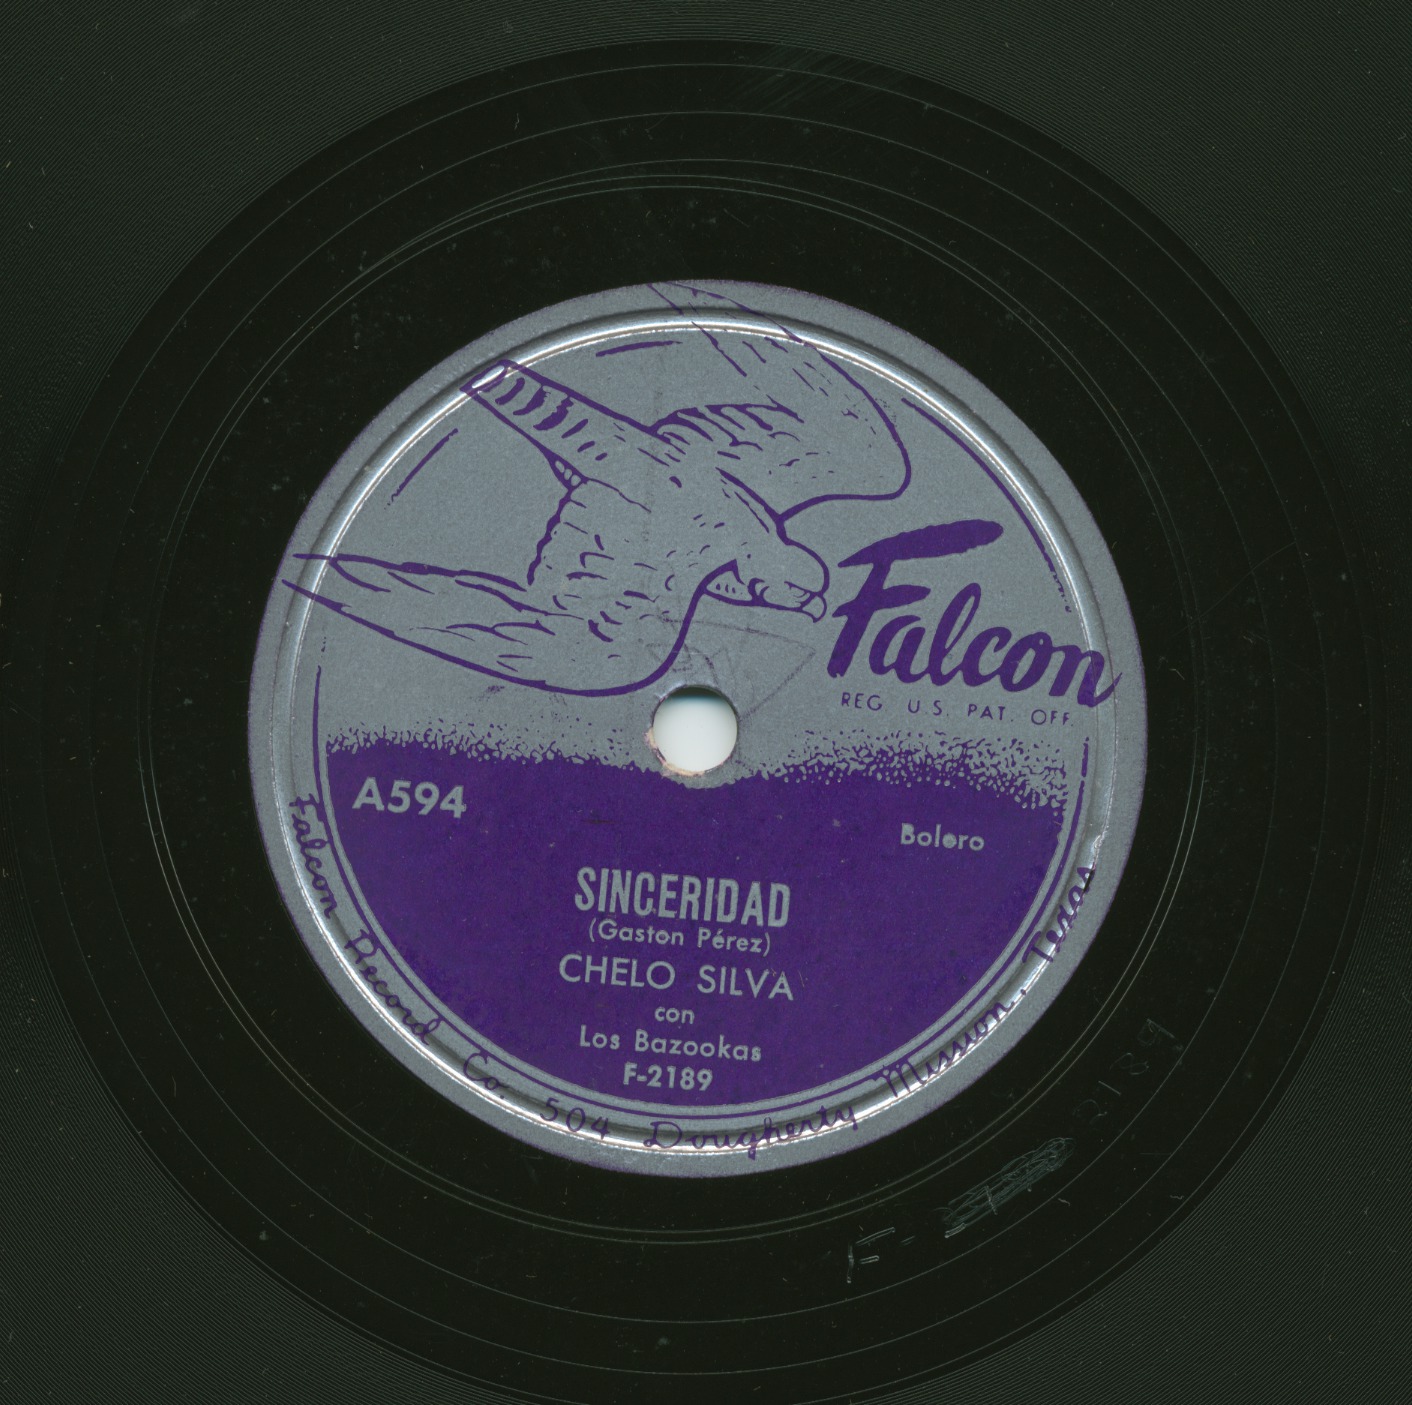 Falcon
REG. U.S. PAT. OFF.
A594
Bolero
SINCERIDAD
(Gaston Pérez)
CHELO SILVA
con
Los Bazookas
F-2189
Falcon Record Co. 504 Dougherty Mission, Texas
F- 2189